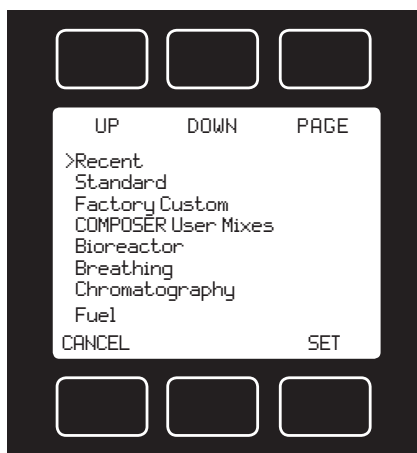 UP DOWN PAGE
>Recent
Standard
Factory Custom
COMPOSER User Mixes
Bioreactor
Breathing
Chromatography
Fuel
CANCEL SET